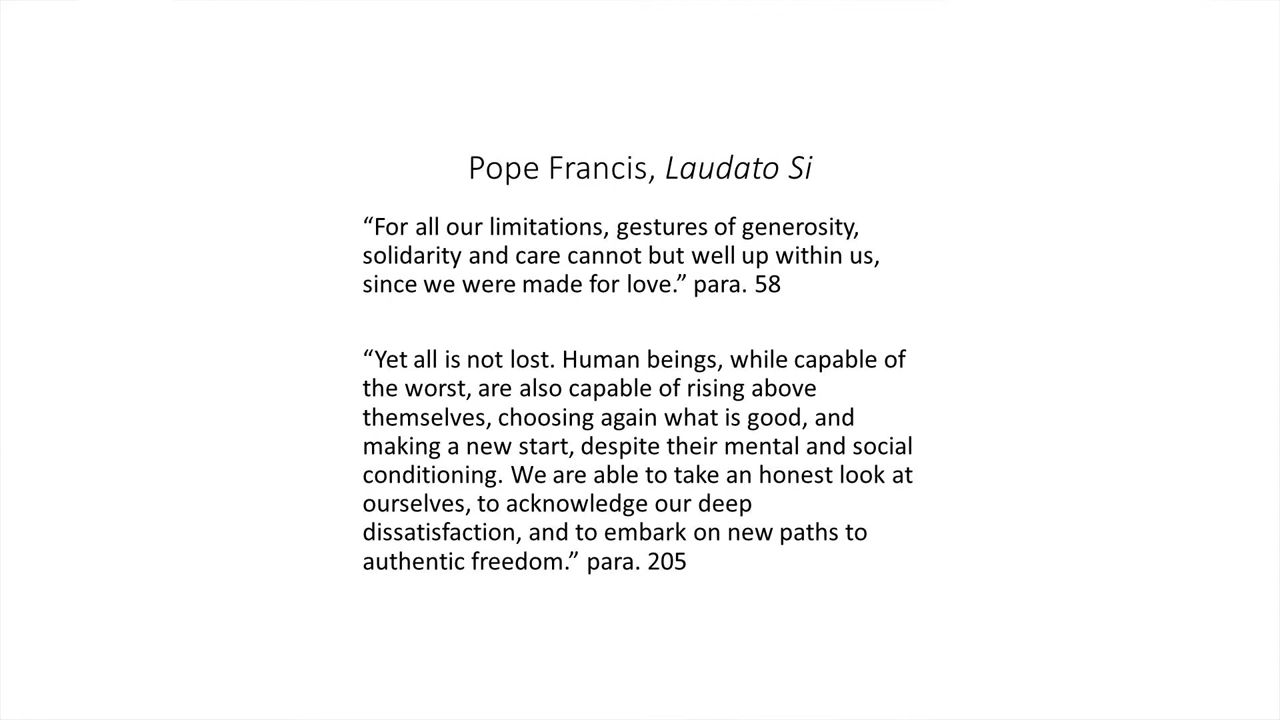 Pope Francis, Laudato Si
“For all our limitations, gestures of generosity,
solidarity and care cannot but well up within us,
since we were made for love.” para. 58
“Yet all is not lost. Human beings, while capable of
the worst, are also capable of rising above
themselves, choosing again what is good, and
making a new start, despite their mental and social
conditioning. We are able to take an honest look at
ourselves, to acknowledge our deep
dissatisfaction, and to embark on new paths to
authentic freedom.” para. 205